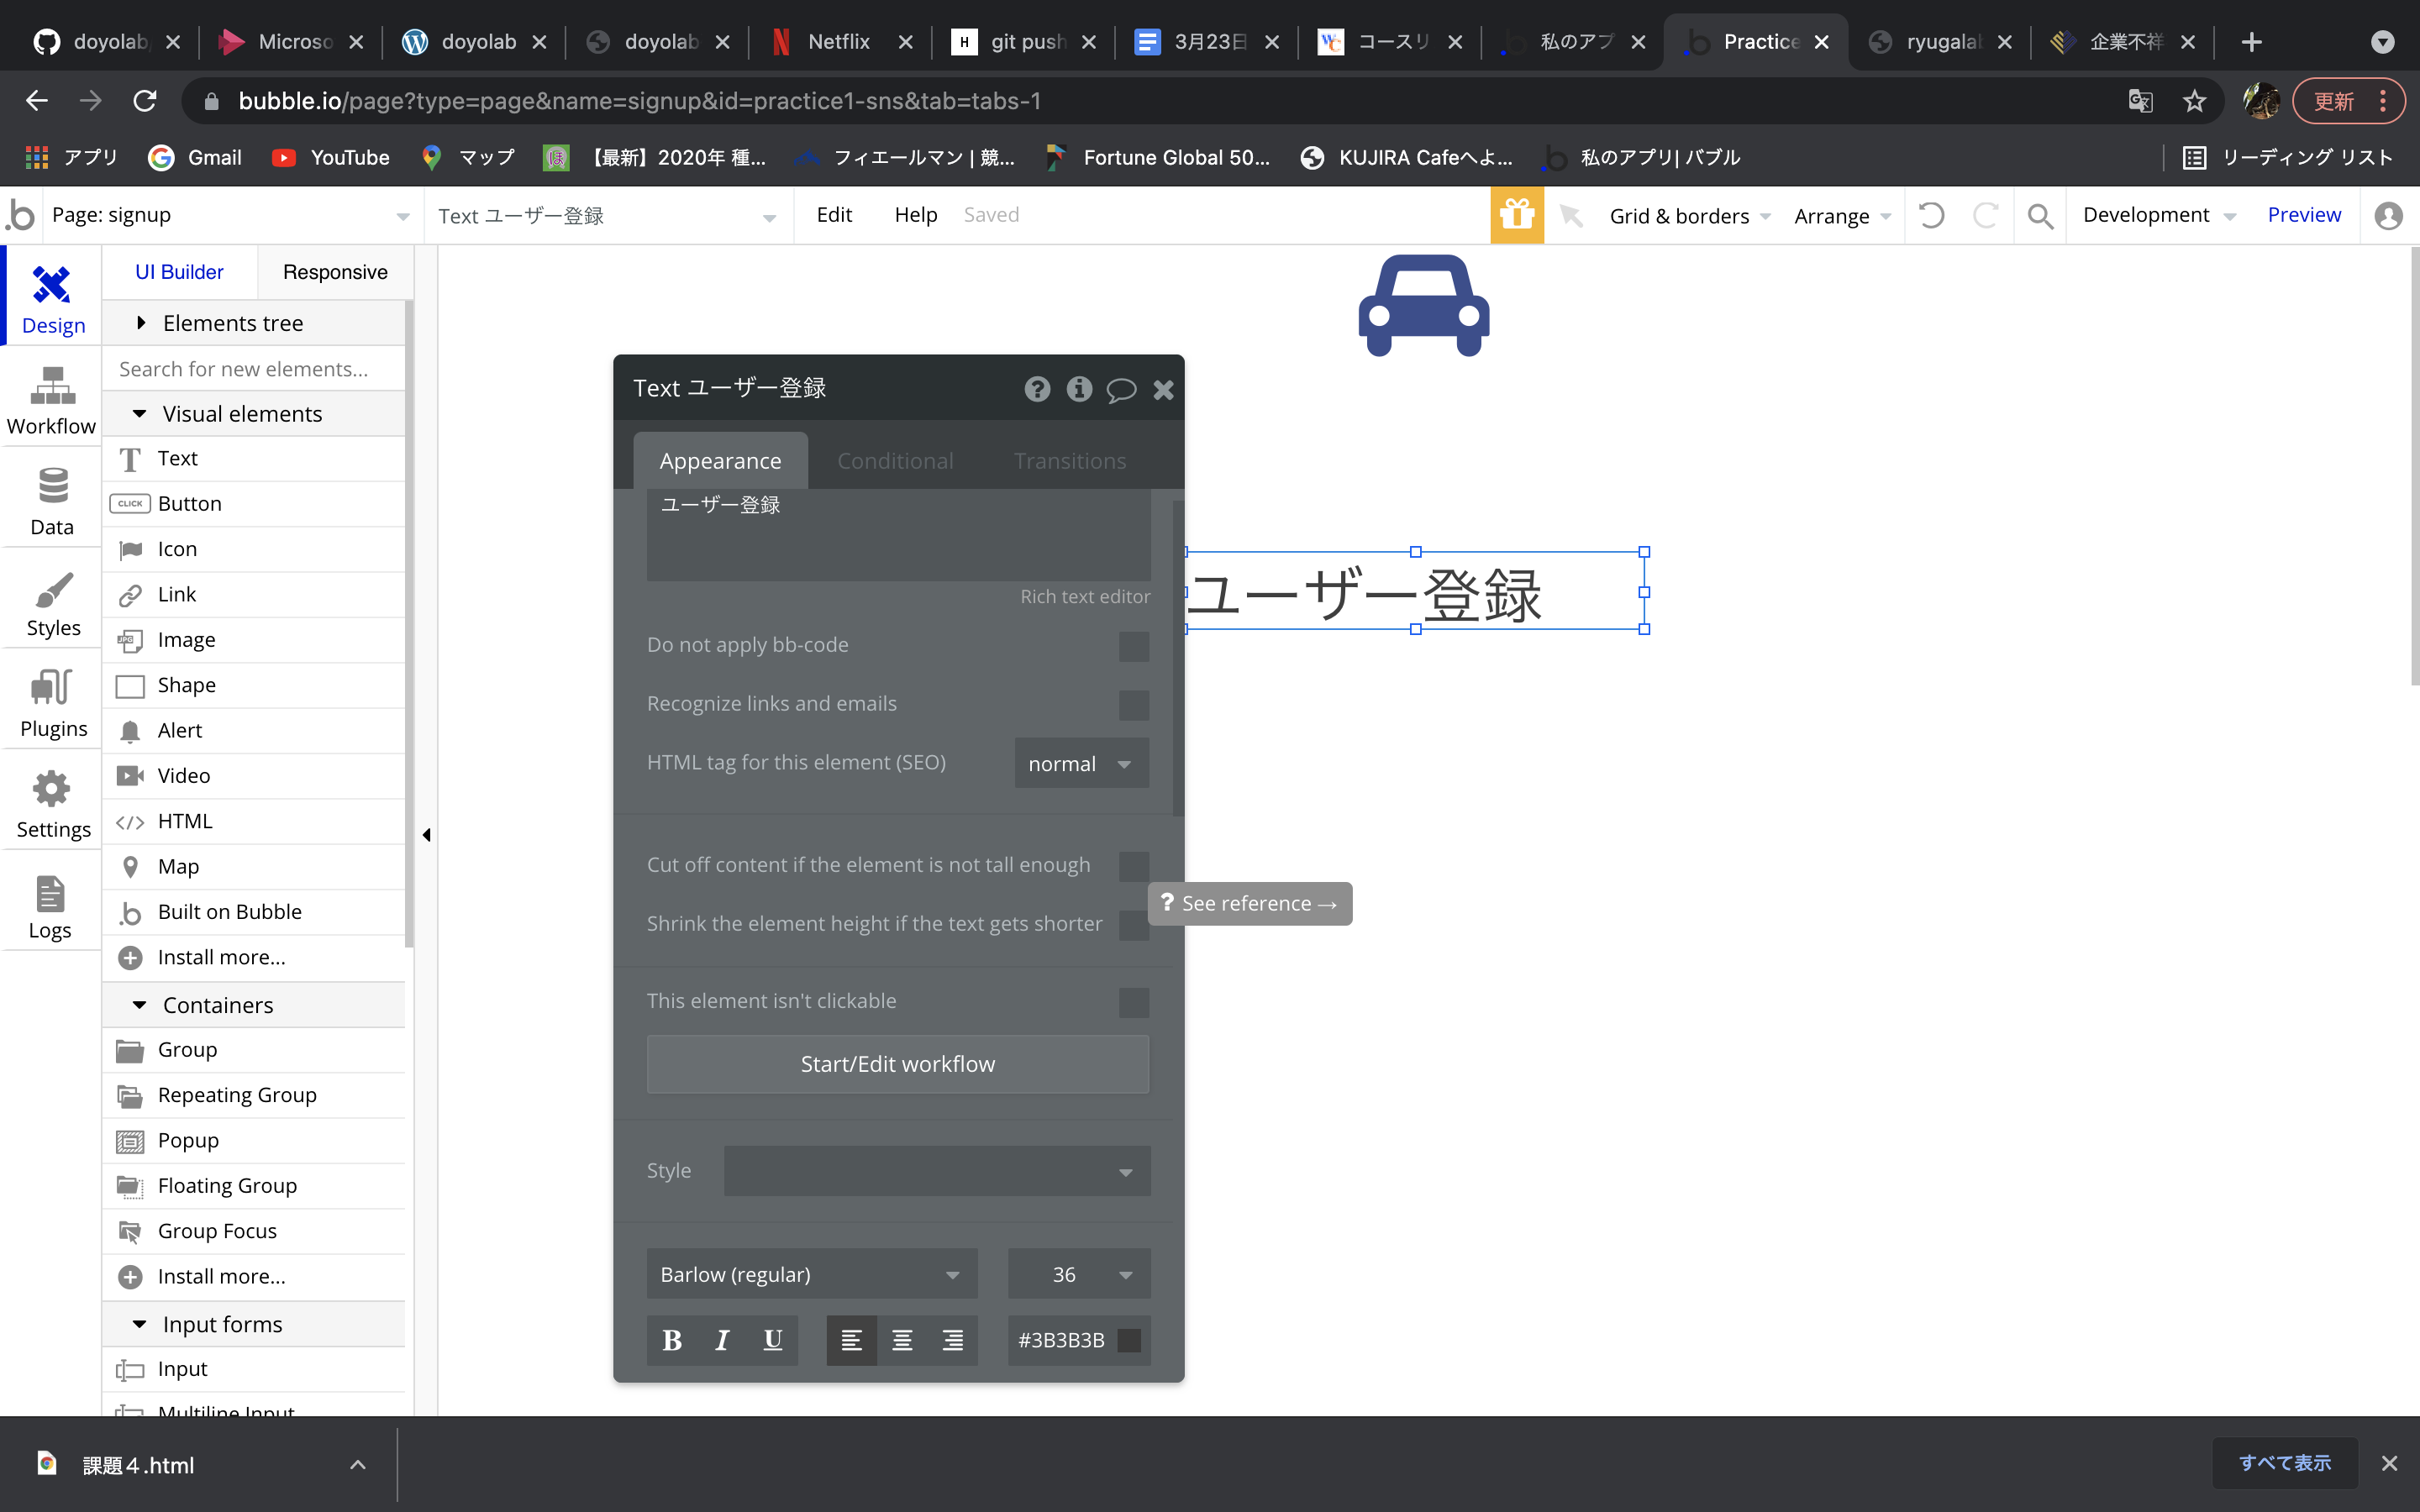 doyolab
Microso
doyolab
doyolab
Netflix
git push
3月23日
コースリ
私のアプ
Practice
ryugalab
企業不祥
bubble.io/page?type=page&name=signup&id=practice1-sns&tab=tabs-1
更新
アプリ
Gmail
YouTube
マップ
【最新】2020年 種...
フィエールマン | 競...
Fortune Global 50...
KUJIRA Cafeへよ...
私のアプリ| バブル
リーディング リスト
Page: signup
Text ユーザー登録
Edit
Help
Saved
Grid & borders
Arrange
Development
Preview
Design
Workflow
Data
Styles
Plugins
Settings
Logs
UI Builder
Responsive
Elements tree
Search for new elements...
Visual elements
Text
CLICK Button
Icon
Link
Image
Shape
Alert
Video
HTML
Map
Built on Bubble
Install more...
Containers
Group
Repeating Group
Popup
Floating Group
Group Focus
Install more...
Input forms
Input
Multiline Input
Text ユーザー登録
Appearance
Conditional
Transitions
ユーザー登録
Rich text editor
Do not apply bb-code
Recognize links and emails
HTML tag for this element (SEO)
normal
Cut off content if the element is not tall enough
? See reference →
Shrink the element height if the text gets shorter
This element isn't clickable
Start/Edit workflow
Style
Barlow (regular)
36
B I U
#3B3B3B
ユーザー登録
課題４.html
すべて表示